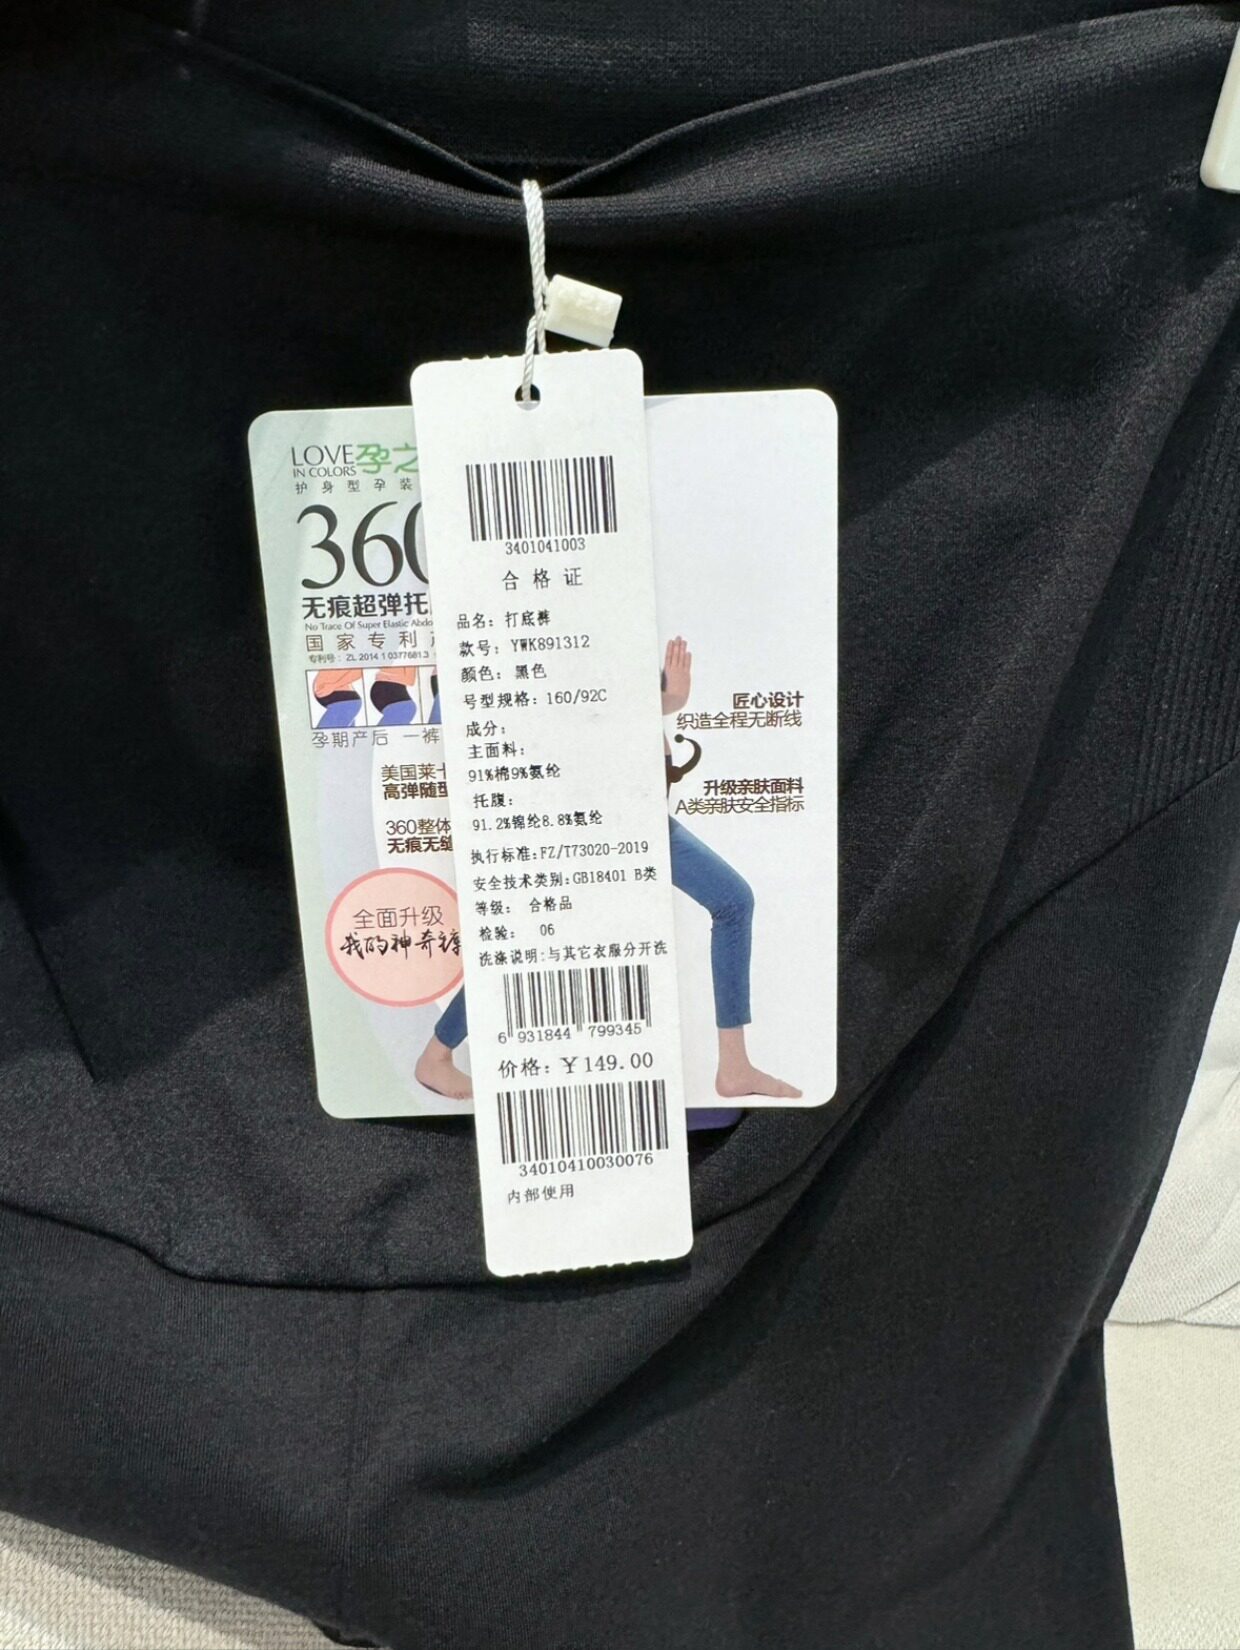 LOVE
IN COLORS
孕之
护身型孕装
360
无痕超弹托
No Trace Of Super Elastic Abdo
国家专利
专利号：ZL 2014 1 0377681.3
孕期产后 一裤
美国莱卡
高弹随型
360整体
无痕无缝
全面升级
我的神奇裤
3401041003
合格证
品名：打底裤
款号：YWK891312
颜色：黑色
号型规格：160/92C
成分：
主面料：
91%棉9%氨纶
托腹：
91.2%锦纶8.8%氨纶
执行标准:FZ/T73020-2019
安全技术类别:GB18401 B类
等级： 合格品
检验： 06
洗涤说明:与其它衣服分开洗
6 931844 799345
价格：￥149.00
34010410030076
内部使用
匠心设计
织造全程无断线
升级亲肤面料
A类亲肤安全指标